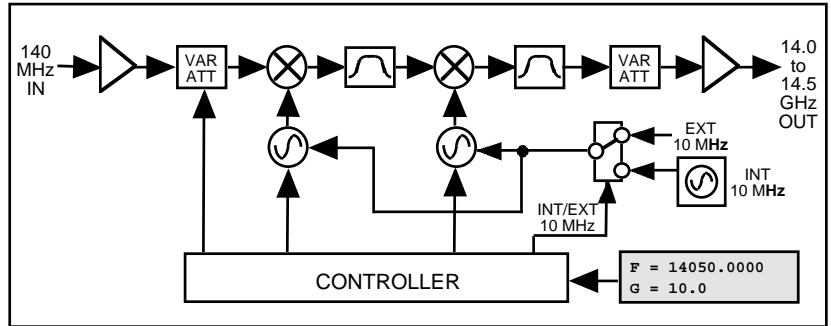 140
MHz
IN
VAR
ATT
VAR
ATT
14.0
to
14.5
GHz
OUT
EXT
10 MHz
INT
10 MHz
INT/EXT
10 MHz
CONTROLLER
F = 14050.0000
G = 10.0